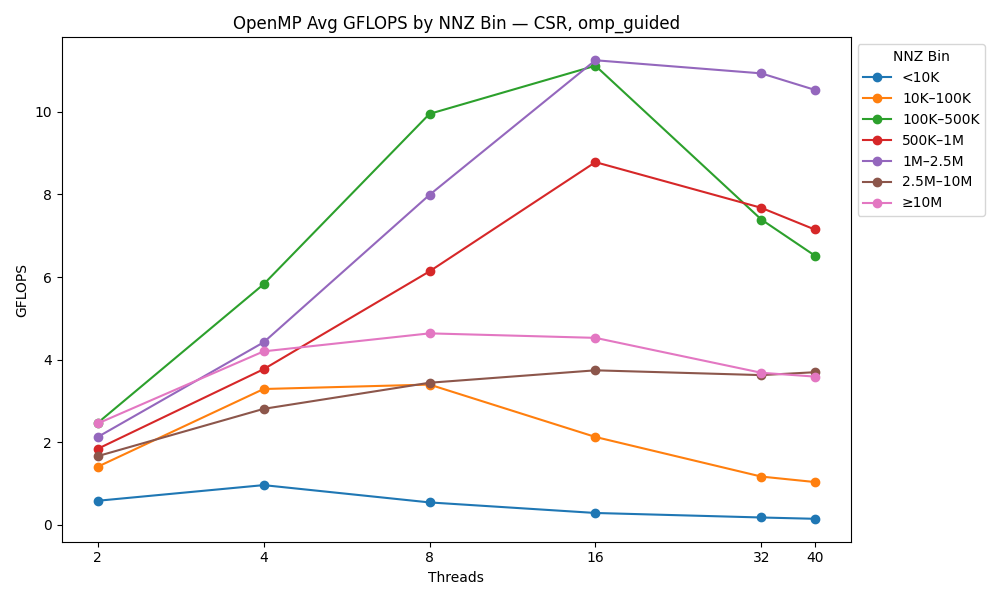 OpenMP Avg GFLOPS by NNZ Bin — CSR, omp_guided
NNZ Bin
<10K
10K–100K
100K–500K
500K–1M
1M–2.5M
2.5M–10M
≥10M
GFLOPS
10
8
6
4
2
0
2 4 8 16 32 40
Threads